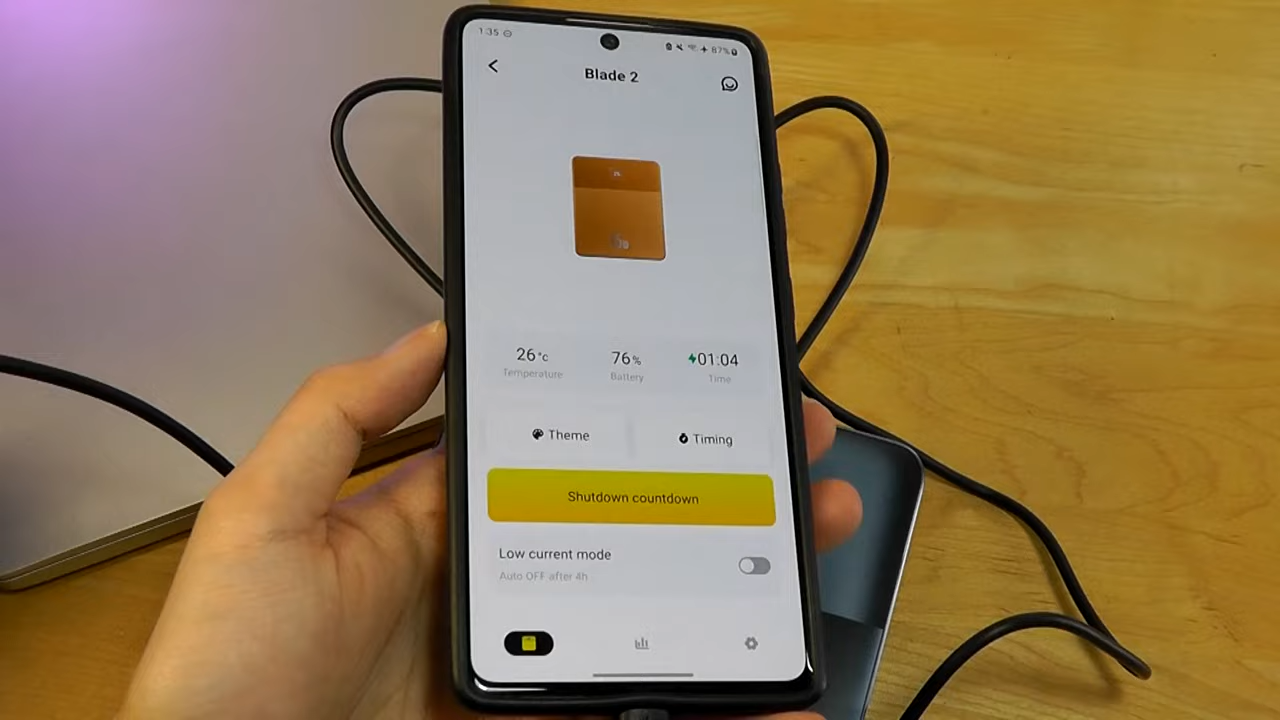 1:35
87%
Blade 2
26°C
76%
01:04
Temperature
Battery
Time
Theme
Timing
Shutdown countdown
Low current mode
Auto OFF after 4h